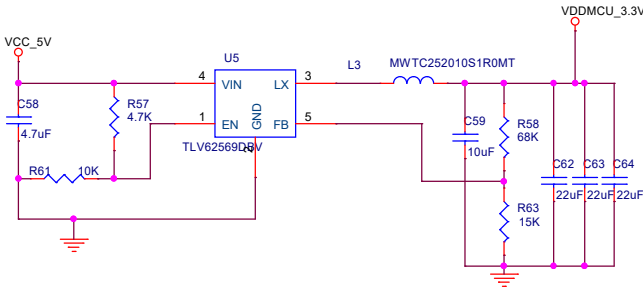 VDDMCU_3.3V
VCC_5V
U5
L3 MWTC252010S1R0MT
4 VIN LX 3
C58
4.7uF
R57
4.7K
1 EN FB 5
GND
2
TLV62569DBV
C59
10uF
R58
68K
R61 10K
C62 C63 C64
22uF 22uF 22uF
R63
15K